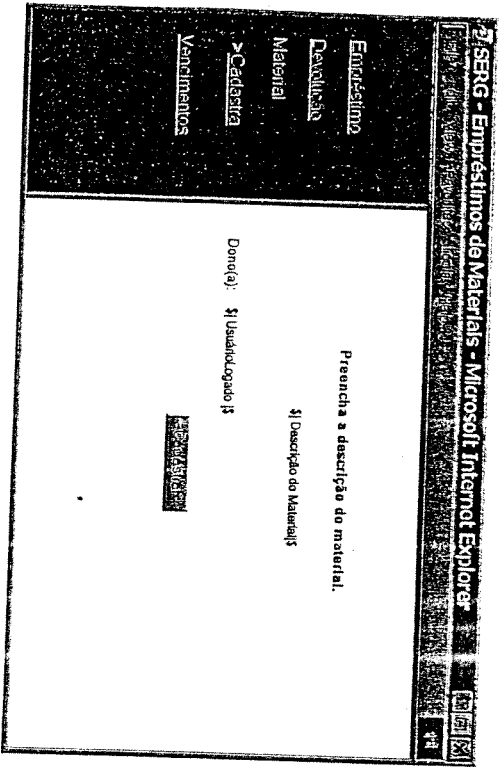 SERG - Empréstimos de Materiais - Microsoft Internet Explorer
Empréstimo
Devolução
Material
>Cadastra
Vencimentos
Preencha a descrição do material.
$[ Descrição do Material]$
Dono(a): $[ UsuárioLogado ]$